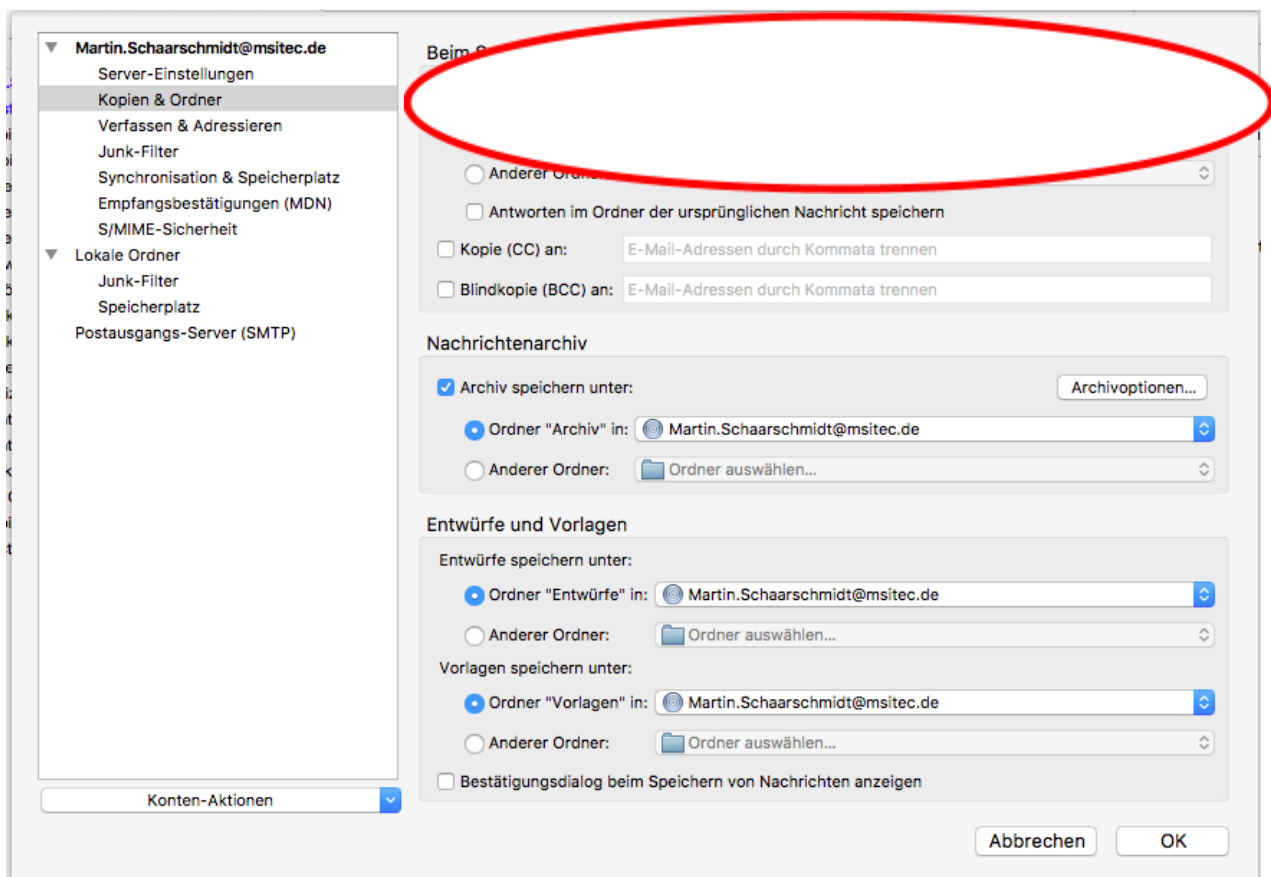 Martin.Schaarschmidt@msitec.de
Server-Einstellungen
Kopien & Ordner
Verfassen & Adressieren
Junk-Filter
Synchronisation & Speicherplatz
Empfangsbestätigungen (MDN)
S/MIME-Sicherheit
Lokale Ordner
Junk-Filter
Speicherplatz
Postausgangs-Server (SMTP)
Konten-Aktionen
Beim
Anderer
Antworten im Ordner der ursprünglichen Nachricht speichern
Kopie (CC) an: E-Mail-Adressen durch Kommata trennen
Blindkopie (BCC) an: E-Mail-Adressen durch Kommata trennen
Nachrichtenarchiv
Archiv speichern unter: Archivoptionen...
Ordner "Archiv" in: Martin.Schaarschmidt@msitec.de
Anderer Ordner: Ordner auswählen...
Entwürfe und Vorlagen
Entwürfe speichern unter:
Ordner "Entwürfe" in: Martin.Schaarschmidt@msitec.de
Anderer Ordner: Ordner auswählen...
Vorlagen speichern unter:
Ordner "Vorlagen" in: Martin.Schaarschmidt@msitec.de
Anderer Ordner: Ordner auswählen...
Bestätigungsdialog beim Speichern von Nachrichten anzeigen
Abbrechen OK